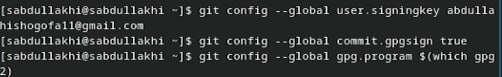 [sabdullakhi@sabdullakhi ~]$ git config --global user.signingkey abdulla
hishogofa11@gmail.com
[sabdullakhi@sabdullakhi ~]$ git config --global commit.gpgsign true
[sabdullakhi@sabdullakhi ~]$ git config --global gpg.program $(which gpg
2)